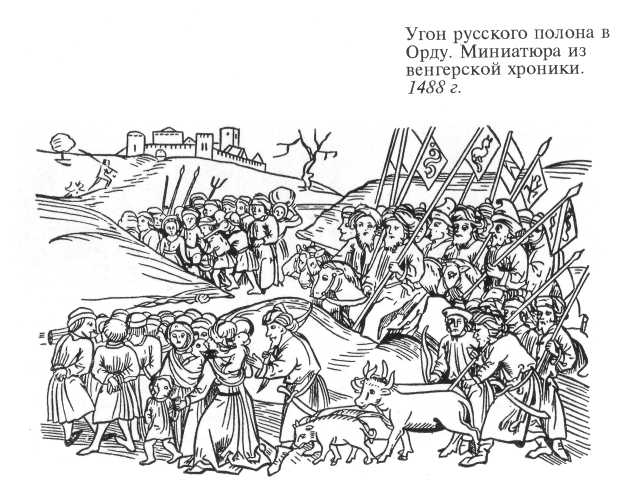 Угон русского полона в
Орду. Миниатюра из
венгерской хроники.
1488 г.